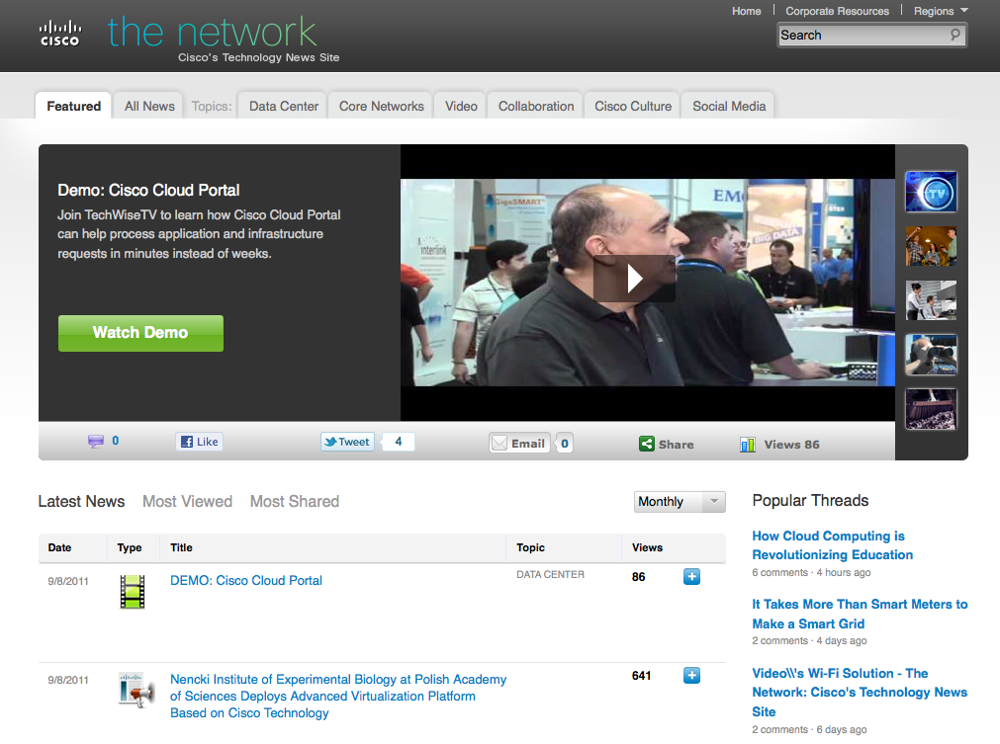 Home
Corporate Resources
Regions
cisco
the network
Cisco's Technology News Site
Search
Featured
All News
Topics:
Data Center
Core Networks
Video
Collaboration
Cisco Culture
Social Media
Demo: Cisco Cloud Portal
Join TechWiseTV to learn how Cisco Cloud Portal
can help process application and infrastructure
requests in minutes instead of weeks.
Watch Demo
GigaSMART
interlink
EMC
BIG DATA
TV
0
Like
Tweet
4
Email
0
Share
Views 86
Latest News
Most Viewed
Most Shared
Monthly
Date
Type
Title
Topic
Views
9/8/2011
DEMO: Cisco Cloud Portal
DATA CENTER
86
9/8/2011
Nencki Institute of Experimental Biology at Polish Academy
of Sciences Deploys Advanced Virtualization Platform
Based on Cisco Technology
641
Popular Threads
How Cloud Computing is
Revolutionizing Education
6 comments · 4 hours ago
It Takes More Than Smart Meters to
Make a Smart Grid
2 comments · 4 days ago
Video\\'s Wi-Fi Solution - The
Network: Cisco's Technology News
Site
2 comments · 6 days ago